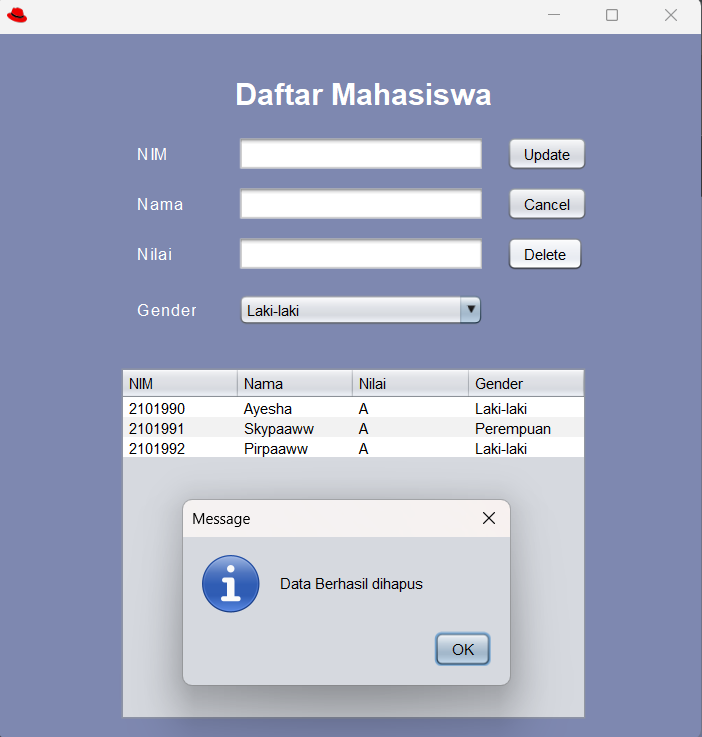 Daftar Mahasiswa
NIM Update
Nama Cancel
Nilai Delete
Gender Laki-laki
NIM Nama Nilai Gender
2101990 Ayesha A Laki-laki
2101991 Skypaaww A Perempuan
2101992 Pirpaaww A Laki-laki
Message
Data Berhasil dihapus
OK